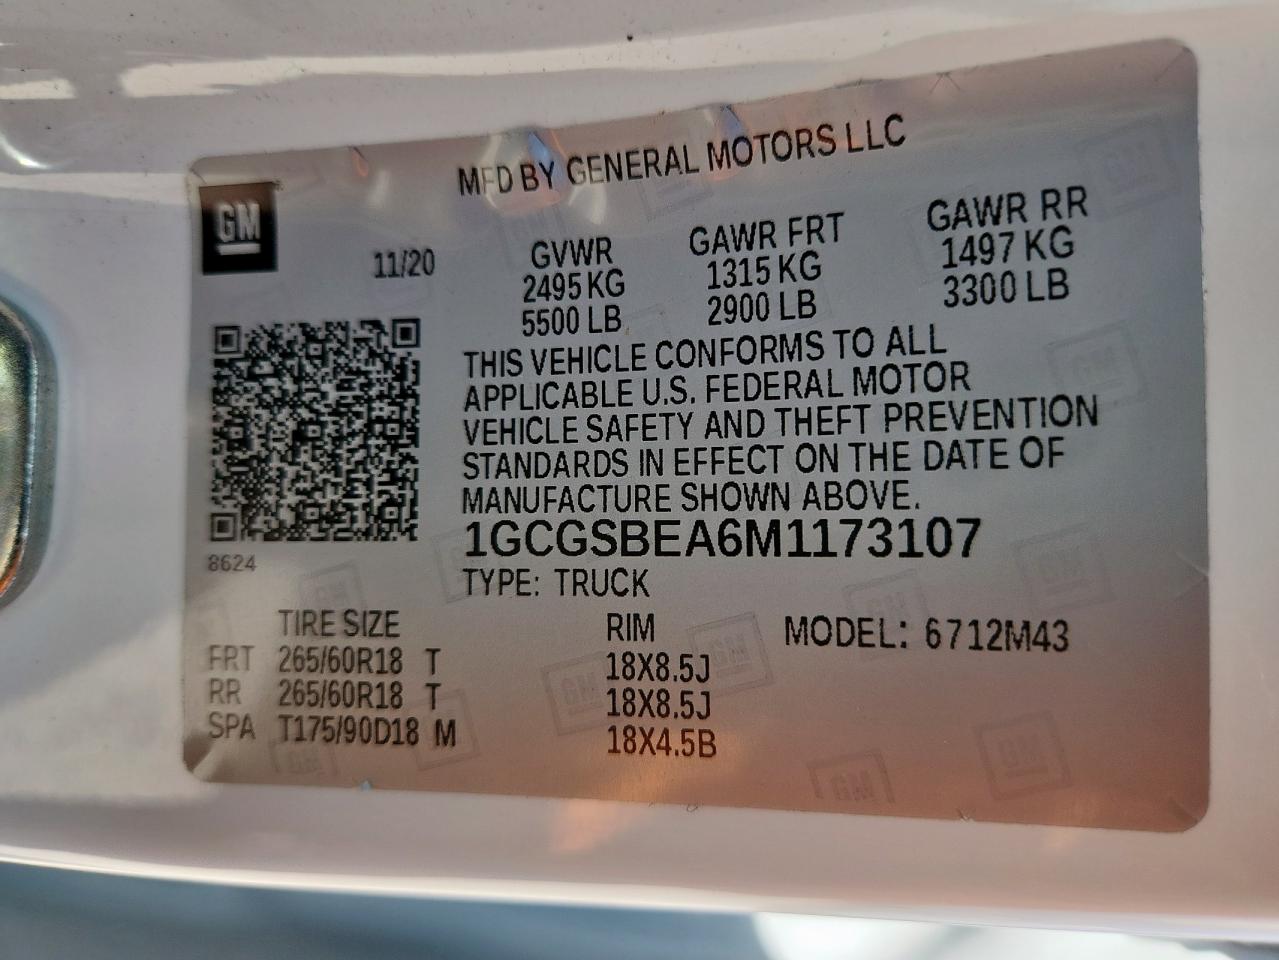 MFD BY GENERAL MOTORS LLC
GM
11/20
GVWR GAWR FRT GAWR RR
2495 KG 1315 KG 1497 KG
5500 LB 2900 LB 3300 LB
THIS VEHICLE CONFORMS TO ALL
APPLICABLE U.S. FEDERAL MOTOR
VEHICLE SAFETY AND THEFT PREVENTION
STANDARDS IN EFFECT ON THE DATE OF
MANUFACTURE SHOWN ABOVE.
1GCGSBEA6M1173107
8624
TYPE: TRUCK
TIRE SIZE RIM MODEL: 6712M43
FRT 265/60R18 T 18X8.5J
RR 265/60R18 T 18X8.5J
SPA T175/90D18 M 18X4.5B